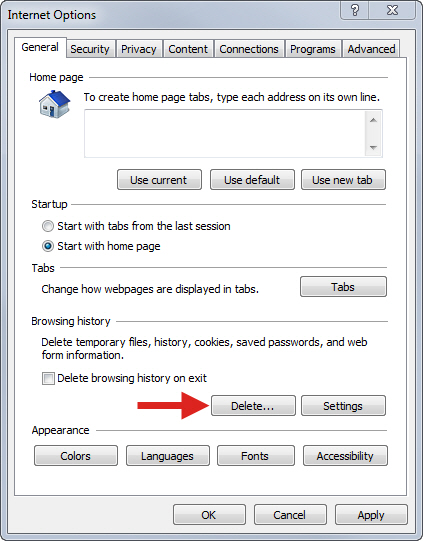 Internet Options
General Security Privacy Content Connections Programs Advanced
Home page
To create home page tabs, type each address on its own line.
Use current Use default Use new tab
Startup
Start with tabs from the last session
Start with home page
Tabs
Change how webpages are displayed in tabs. Tabs
Browsing history
Delete temporary files, history, cookies, saved passwords, and web
form information.
Delete browsing history on exit
Delete... Settings
Appearance
Colors Languages Fonts Accessibility
OK Cancel Apply